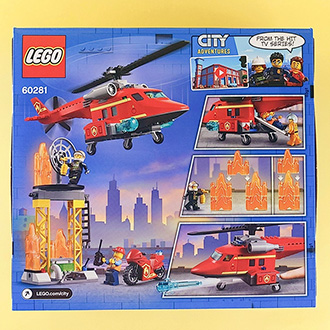 LEGO
60281
CITY
ADVENTURES
FROM THE HIT
TV SERIES!
LEGO.com/city